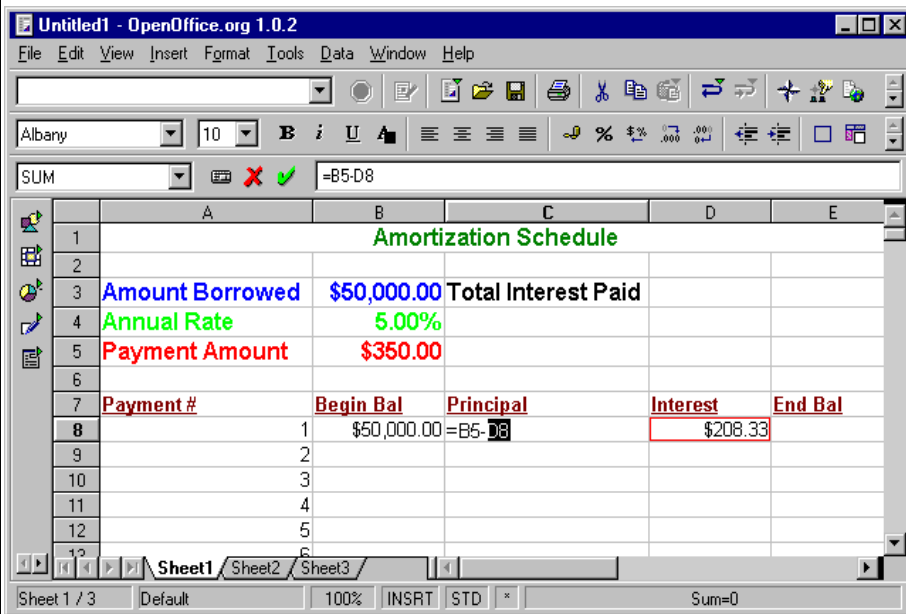 Untitled1 - OpenOffice.org 1.0.2
File Edit View Insert Format Tools Data Window Help
Albany 10 B i U A % $% .000 .000
SUM =B5-D8
A B C D E
1 Amortization Schedule
2
3 Amount Borrowed $50,000.00 Total Interest Paid
4 Annual Rate 5.00%
5 Payment Amount $350.00
6
7 Payment # Begin Bal Principal Interest End Bal
8 1 $50,000.00 =B5-D8 $208.33
9 2
10 3
11 4
12 5
13 6
Sheet1 Sheet2 Sheet3
Sheet 1 / 3 Default 100% INSRT STD * Sum=0